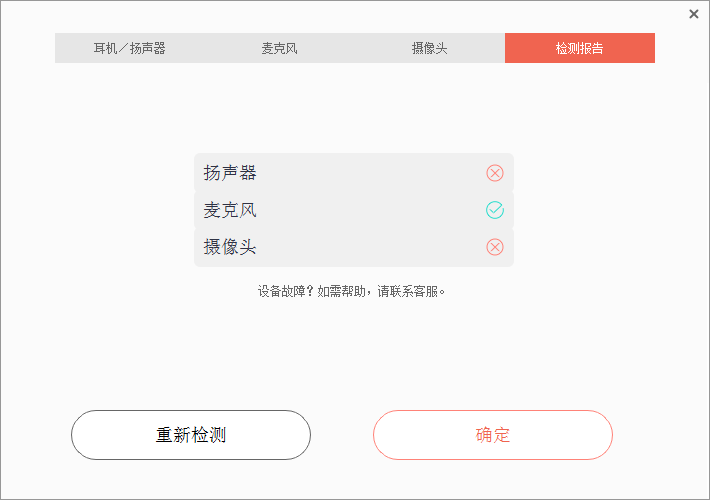 耳机／扬声器 麦克风 摄像头 检测报告
扬声器
麦克风
摄像头
设备故障？如需帮助，请联系客服。
重新检测 确定